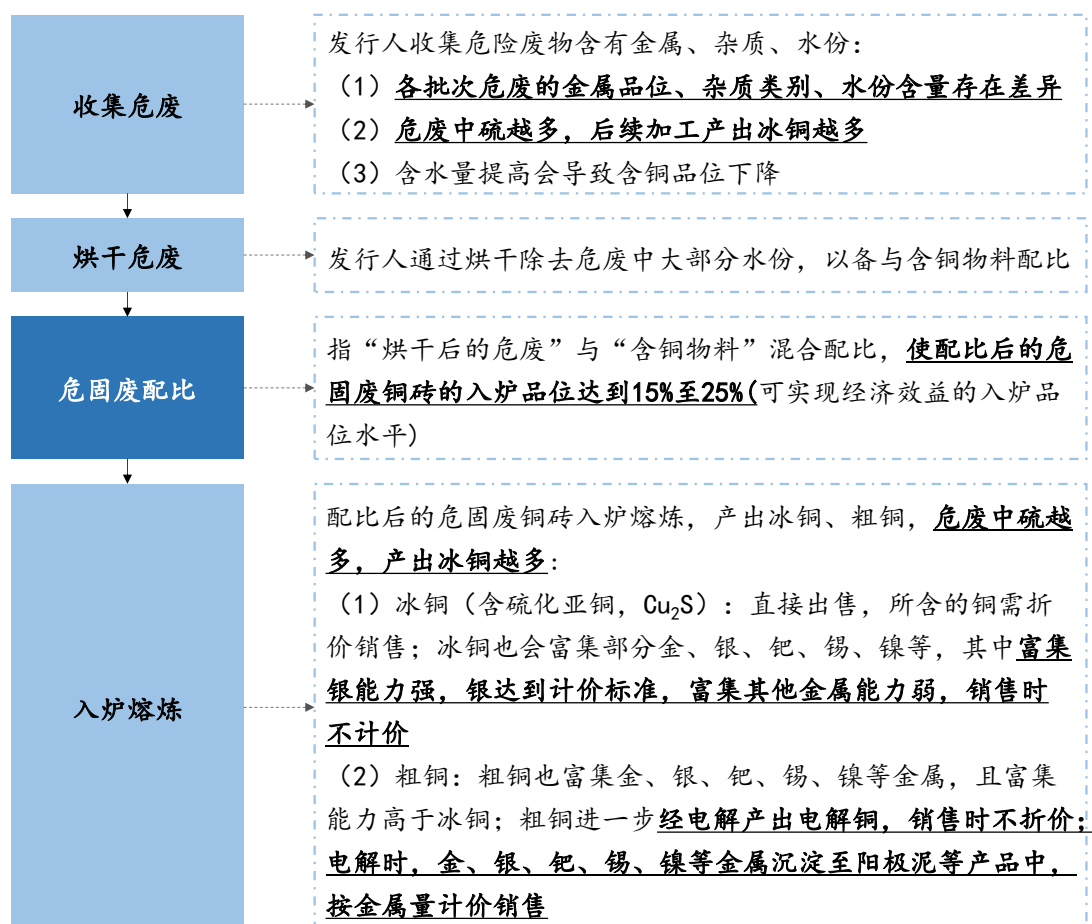 收集危废
发行人收集危险废物含有金属、杂质、水份：
（1）各批次危废的金属品位、杂质类别、水份含量存在差异
（2）危废中硫越多，后续加工产出冰铜越多
（3）含水量提高会导致含铜品位下降
烘干危废
发行人通过烘干除去危废中大部分水份，以备与含铜物料配比
危固废配比
指“烘干后的危废”与“含铜物料”混合配比，使配比后的危
固废铜砖的入炉品位达到15%至25%(可实现经济效益的入炉品
位水平)
入炉熔炼
配比后的危固废铜砖入炉熔炼，产出冰铜、粗铜，危废中硫越
多，产出冰铜越多：
（1）冰铜（含硫化亚铜，Cu₂S）：直接出售，所含的铜需折
价销售；冰铜也会富集部分金、银、钯、锡、镍等，其中富集
银能力强，银达到计价标准，富集其他金属能力弱，销售时
不计价
（2）粗铜：粗铜也富集金、银、钯、锡、镍等金属，且富集
能力高于冰铜；粗铜进一步经电解产出电解铜，销售时不折价；
电解时，金、银、钯、锡、镍等金属沉淀至阳极泥等产品中，
按金属量计价销售